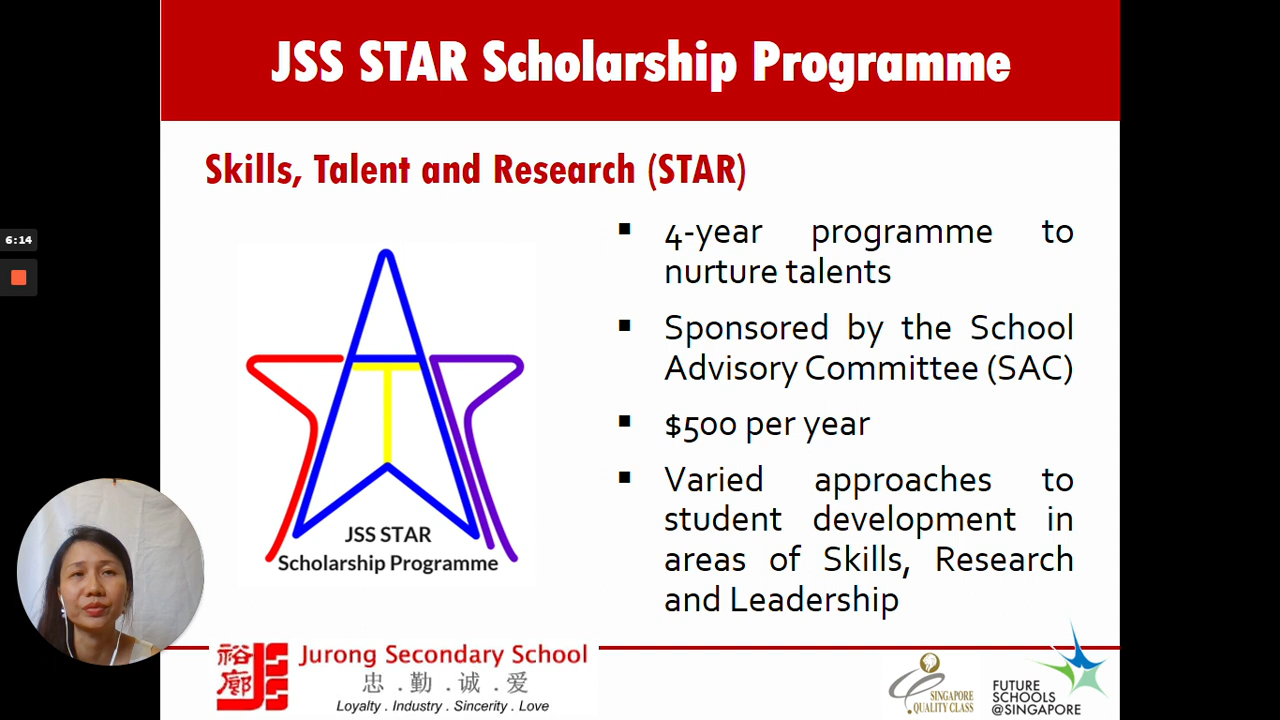 JSS STAR Scholarship Programme
Skills, Talent and Research (STAR)
6:14
▪ 4-year programme to
nurture talents
▪ Sponsored by the School
Advisory Committee (SAC)
▪ $500 per year
▪ Varied approaches to
student development in
areas of Skills, Research
and Leadership
JSS STAR
Scholarship Programme
裕廊
Jurong Secondary School
忠 . 勤 . 诚 . 爱
Loyalty . Industry . Sincerity . Love
SINGAPORE
QUALITY CLASS
FUTURE
SCHOOLS
@SINGAPORE